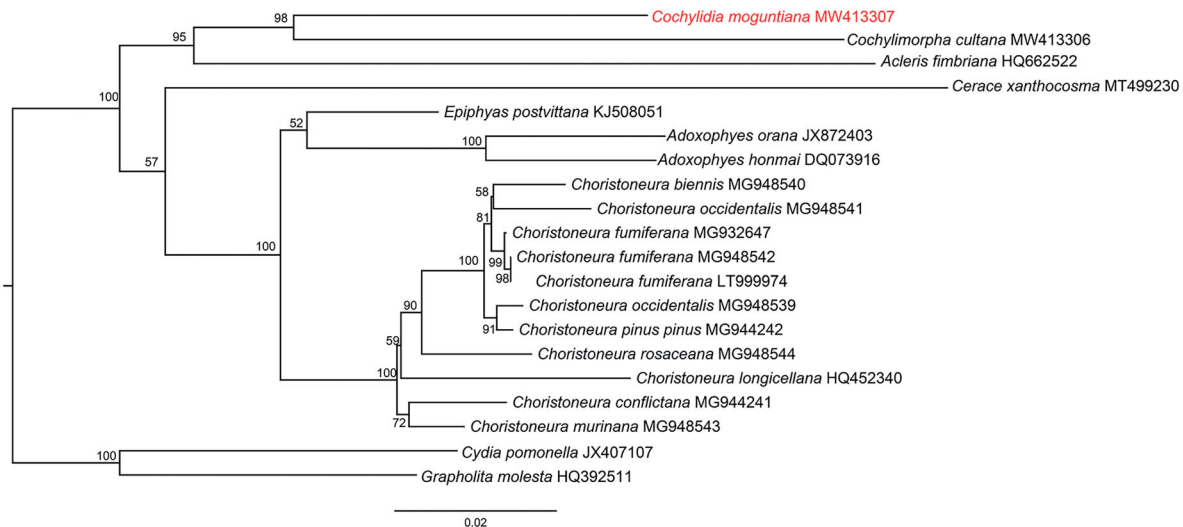 98
Cochylidia moguntiana MW413307
95
Cochylimorpha cultana MW413306
Acleris fimbriana HQ662522
100
Cerace xanthocosma MT499230
52
Epiphyas postvittana KJ508051
100
Adoxophyes orana JX872403
57
Adoxophyes honmai DQ073916
58
Choristoneura biennis MG948540
81
Choristoneura occidentalis MG948541
Choristoneura fumiferana MG932647
100
100
99
Choristoneura fumiferana MG948542
98
Choristoneura fumiferana LT999974
90
Choristoneura occidentalis MG948539
91
Choristoneura pinus pinus MG944242
59
Choristoneura rosaceana MG948544
100
Choristoneura longicellana HQ452340
Choristoneura conflictana MG944241
72
Choristoneura murinana MG948543
100
Cydia pomonella JX407107
Grapholita molesta HQ392511
0.02